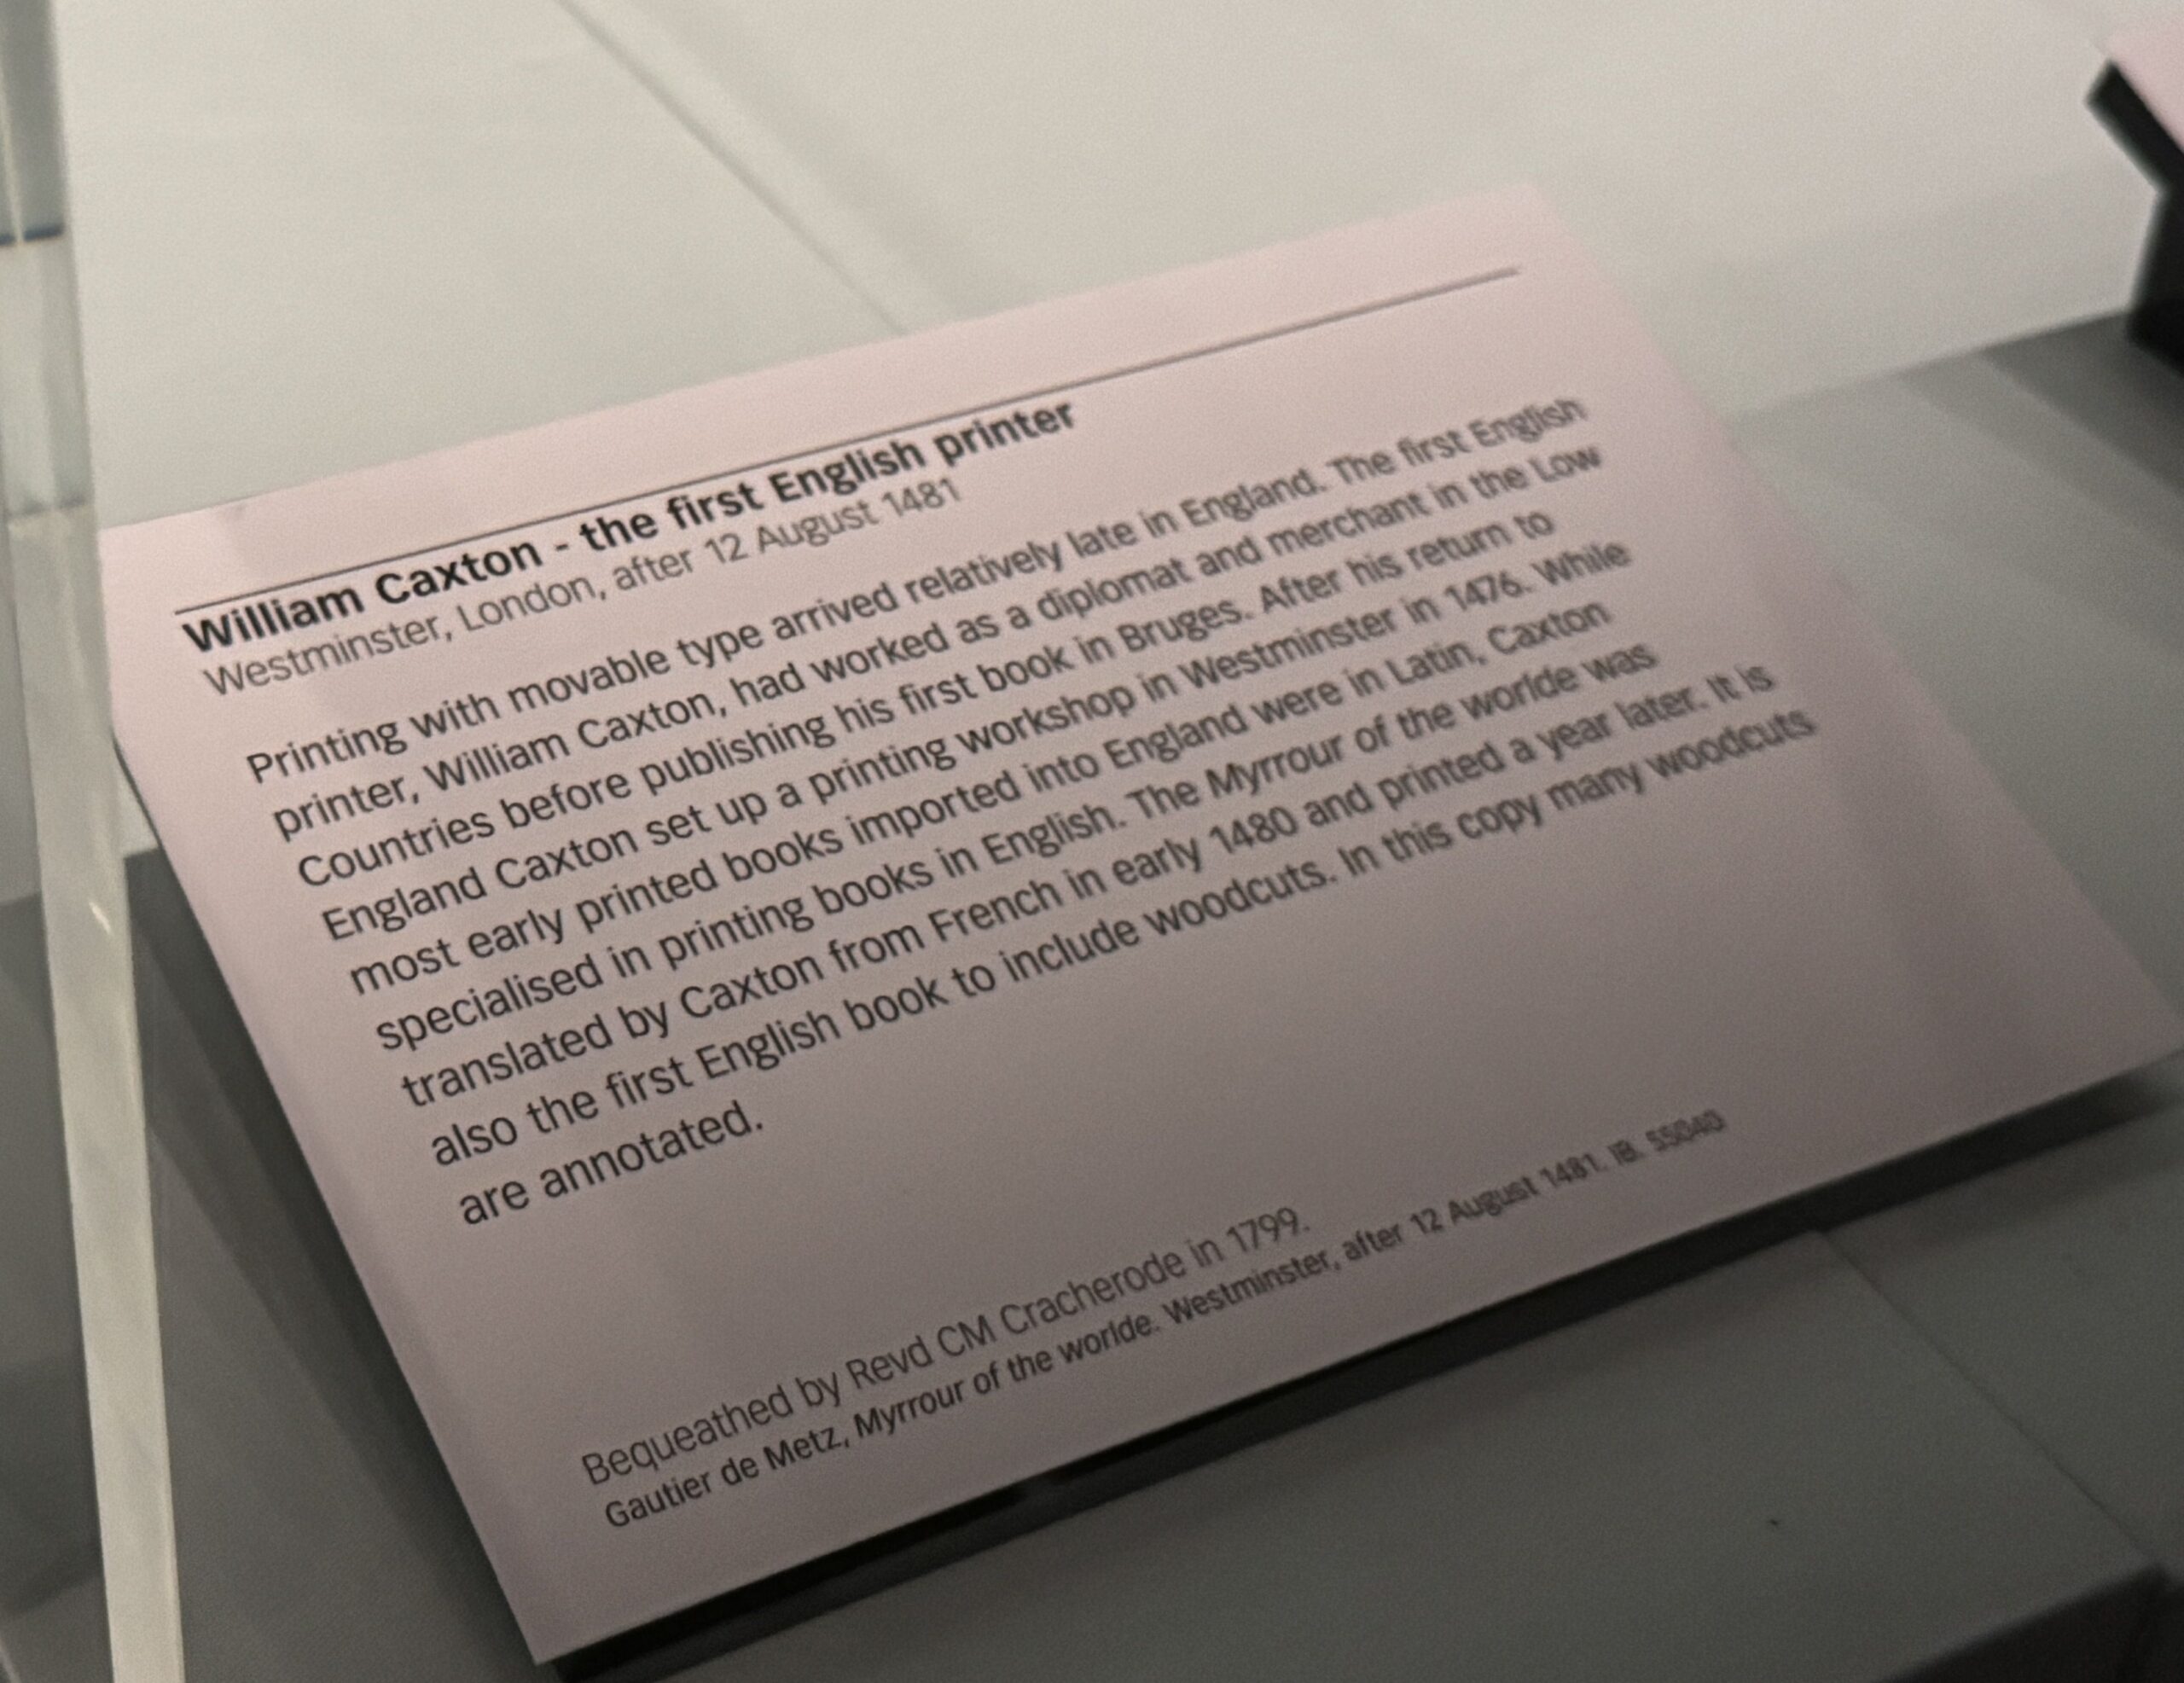 William Caxton - the first English printer
Westminster, London, after 12 August 1481
Printing with movable type arrived relatively late in England. The first English
printer, William Caxton, had worked as a diplomat and merchant in the Low
Countries before publishing his first book in Bruges. After his return to
England Caxton set up a printing workshop in Westminster in 1476. While
most early printed books imported into England were in Latin, Caxton
specialised in printing books in English. The Myrrour of the worlde was
translated by Caxton from French in early 1480 and printed a year later. It is
also the first English book to include woodcuts. In this copy many woodcuts
are annotated.
Bequeathed by Revd CM Cracherode in 1799.
Gautier de Metz, Myrrour of the worlde. Westminster, after 12 August 1481. IB. 55040.